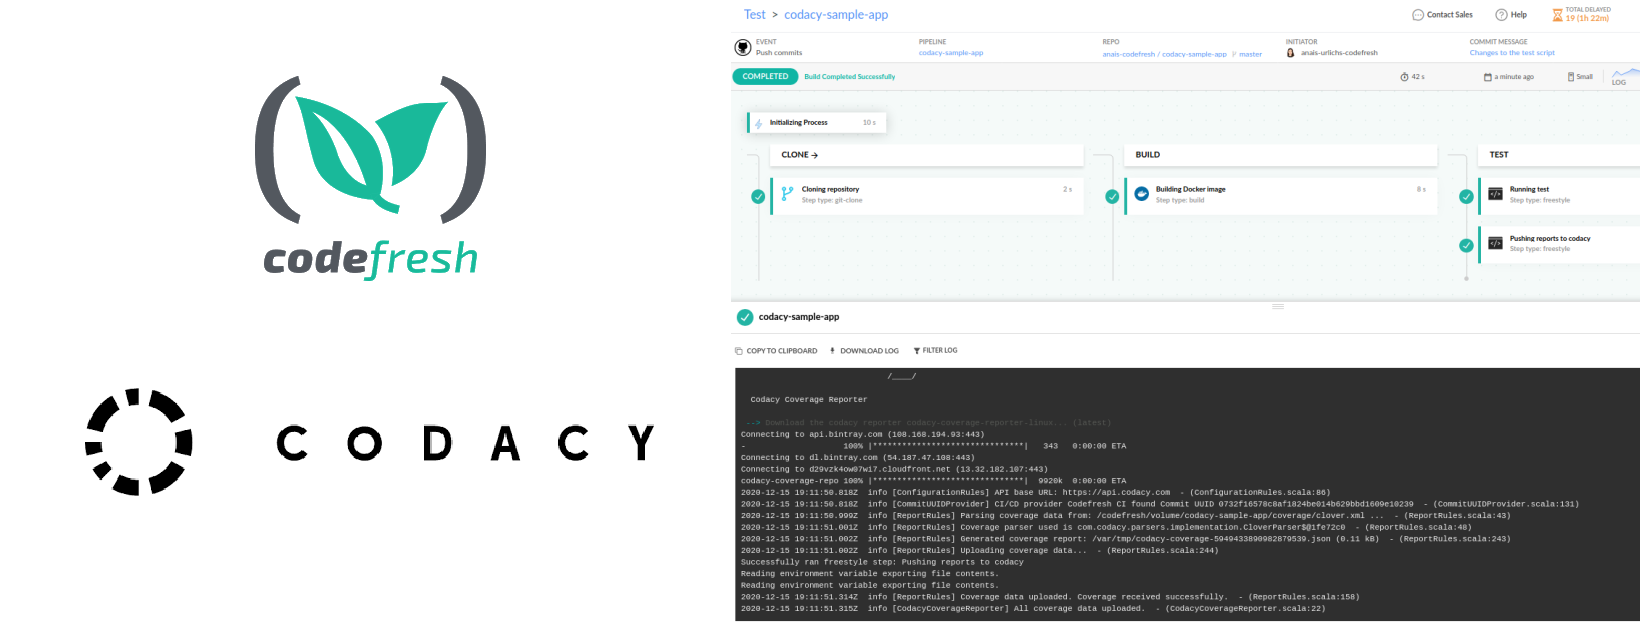 codefresh
CODACY
Test > codacy-sample-app
Contact Sales
Help
TOTAL DELAYED
19 (1h 22m)
EVENT
Push commits
PIPELINE
codacy-sample-app
REPO
anais-codefresh / codacy-sample-app master
INITIATOR
anais-urlichs-codefresh
COMMIT MESSAGE
Changes to the test script
COMPLETED
Build Completed Successfully
42 s
a minute ago
Small
LOG
Initializing Process 10 s
CLONE →
Cloning repository 2 s
Step type: git-clone
BUILD
Building Docker image 6 s
Step type: build
TEST
Running test
Step type: freestyle
Pushing reports to codacy
Step type: freestyle
codacy-sample-app
COPY TO CLIPBOARD
DOWNLOAD LOG
FILTER LOG
/____/
Codacy Coverage Reporter
--> Download the codacy reporter codacy-coverage-reporter-linux... (latest)
Connecting to api.bintray.com (108.168.194.93:443)
- 100% |*******************************| 343 0:00:00 ETA
Connecting to dl.bintray.com (54.187.47.108:443)
Connecting to d29vzk4ow07wi7.cloudfront.net (13.32.182.107:443)
codacy-coverage-repo 100% |*******************************| 9920k 0:00:00 ETA
2020-12-15 19:11:50.818Z info [ConfigurationRules] API base URL: https://api.codacy.com - (ConfigurationRules.scala:86)
2020-12-15 19:11:50.818Z info [CommitUUIDProvider] CI/CD provider Codefresh CI found Commit UUID 0732f16578c8af1824be014b629bbd1609e10239 - (CommitUUIDProvider.scala:131)
2020-12-15 19:11:50.999Z info [ReportRules] Parsing coverage data from: /codefresh/volume/codacy-sample-app/coverage/clover.xml ... - (ReportRules.scala:43)
2020-12-15 19:11:51.001Z info [ReportRules] Coverage parser used is com.codacy.parsers.implementation.CloverParser$@1fe72c0 - (ReportRules.scala:48)
2020-12-15 19:11:51.002Z info [ReportRules] Generated coverage report: /var/tmp/codacy-coverage-5949433890982879539.json (0.11 kB) - (ReportRules.scala:243)
2020-12-15 19:11:51.002Z info [ReportRules] Uploading coverage data... - (ReportRules.scala:244)
Successfully ran freestyle step: Pushing reports to codacy
Reading environment variable exporting file contents.
Reading environment variable exporting file contents.
2020-12-15 19:11:51.314Z info [ReportRules] Coverage data uploaded. Coverage received successfully. - (ReportRules.scala:158)
2020-12-15 19:11:51.315Z info [CodacyCoverageReporter] All coverage data uploaded. - (CodacyCoverageReporter.scala:22)